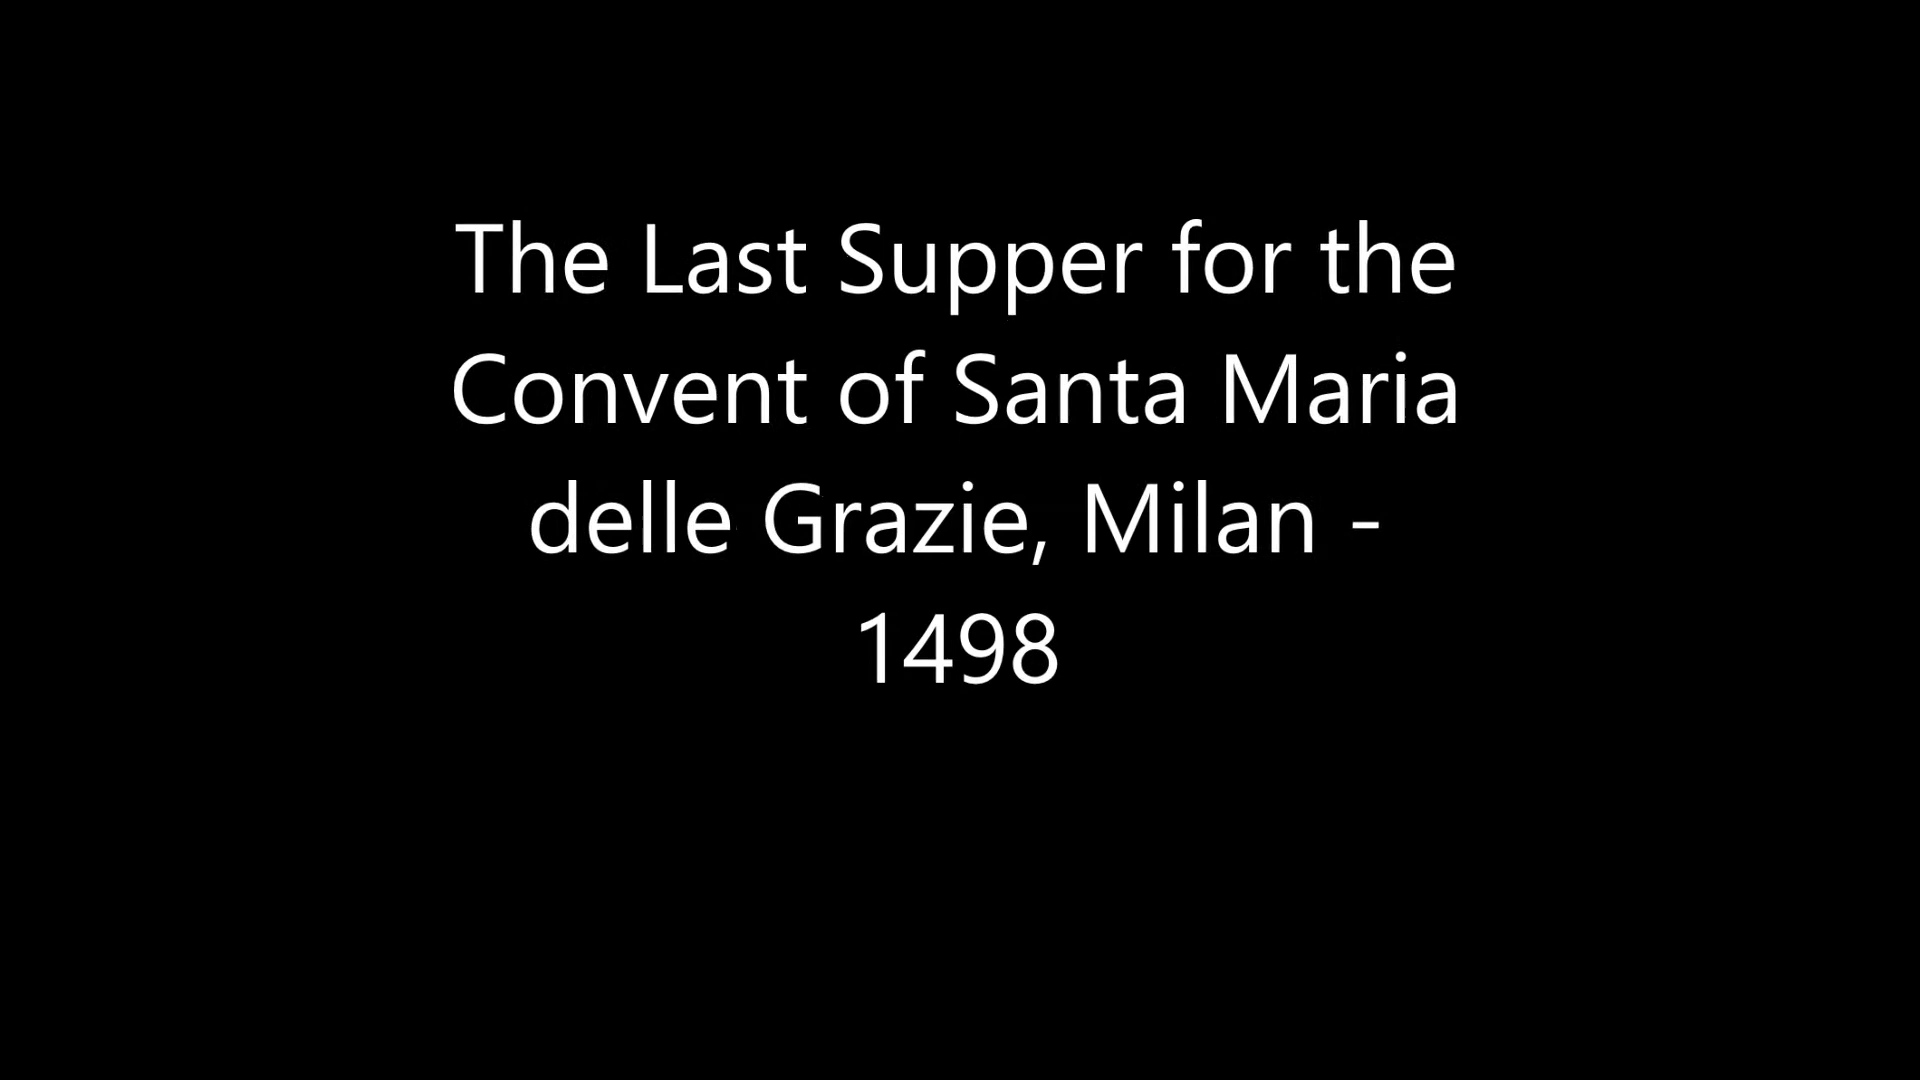 The Last Supper for the
Convent of Santa Maria
delle Grazie, Milan -
1498